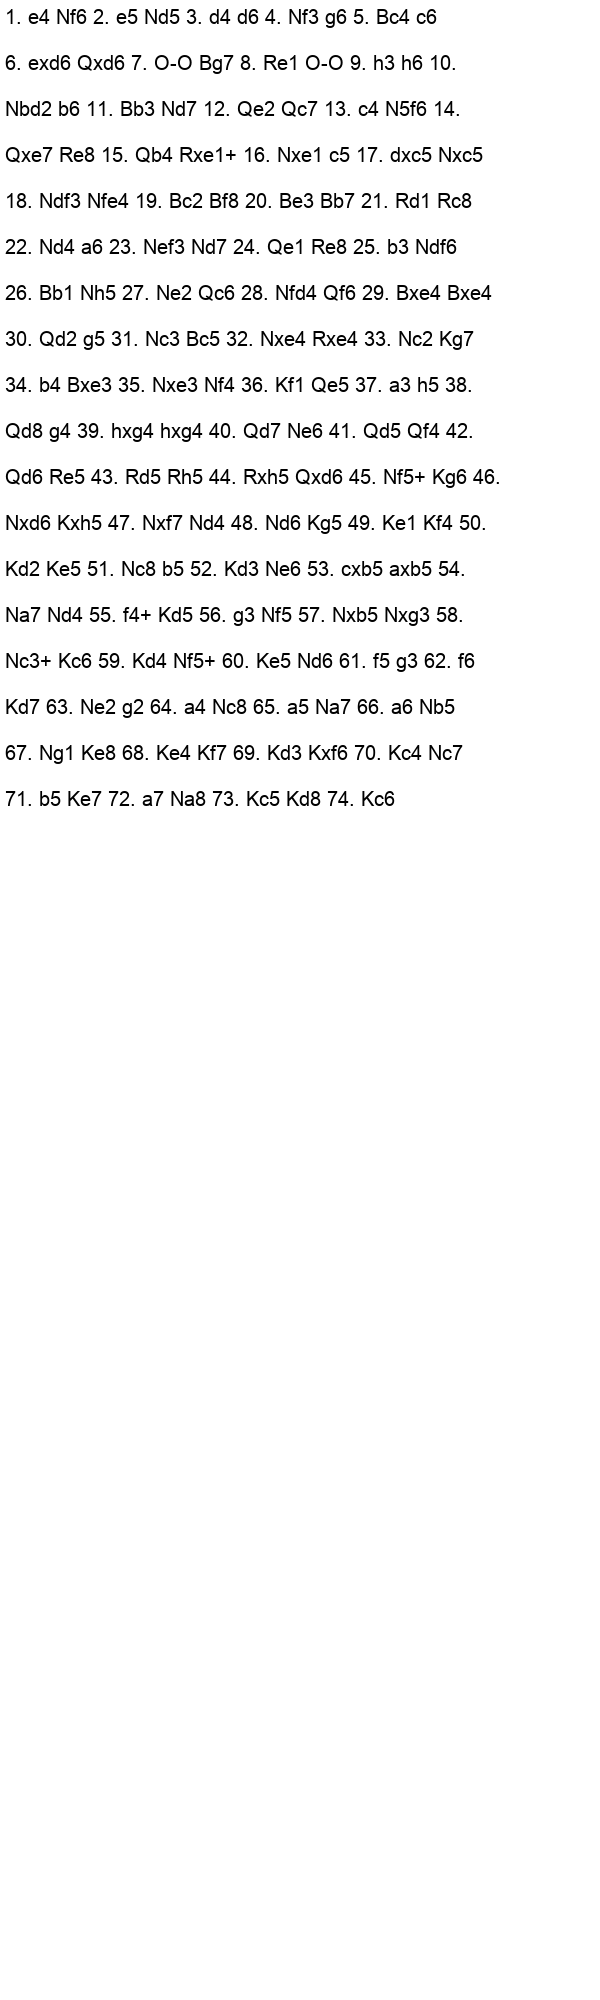 1. e4 Nf6 2. e5 Nd5 3. d4 d6 4. Nf3 g6 5. Bc4 c6
6. exd6 Qxd6 7. O-O Bg7 8. Re1 O-O 9. h3 h6 10.
Nbd2 b6 11. Bb3 Nd7 12. Qe2 Qc7 13. c4 N5f6 14.
Qxe7 Re8 15. Qb4 Rxe1+ 16. Nxe1 c5 17. dxc5 Nxc5
18. Ndf3 Nfe4 19. Bc2 Bf8 20. Be3 Bb7 21. Rd1 Rc8
22. Nd4 a6 23. Nef3 Nd7 24. Qe1 Re8 25. b3 Ndf6
26. Bb1 Nh5 27. Ne2 Qc6 28. Nfd4 Qf6 29. Bxe4 Bxe4
30. Qd2 g5 31. Nc3 Bc5 32. Nxe4 Rxe4 33. Nc2 Kg7
34. b4 Bxe3 35. Nxe3 Nf4 36. Kf1 Qe5 37. a3 h5 38.
Qd8 g4 39. hxg4 hxg4 40. Qd7 Ne6 41. Qd5 Qf4 42.
Qd6 Re5 43. Rd5 Rh5 44. Rxh5 Qxd6 45. Nf5+ Kg6 46.
Nxd6 Kxh5 47. Nxf7 Nd4 48. Nd6 Kg5 49. Ke1 Kf4 50.
Kd2 Ke5 51. Nc8 b5 52. Kd3 Ne6 53. cxb5 axb5 54.
Na7 Nd4 55. f4+ Kd5 56. g3 Nf5 57. Nxb5 Nxg3 58.
Nc3+ Kc6 59. Kd4 Nf5+ 60. Ke5 Nd6 61. f5 g3 62. f6
Kd7 63. Ne2 g2 64. a4 Nc8 65. a5 Na7 66. a6 Nb5
67. Ng1 Ke8 68. Ke4 Kf7 69. Kd3 Kxf6 70. Kc4 Nc7
71. b5 Ke7 72. a7 Na8 73. Kc5 Kd8 74. Kc6